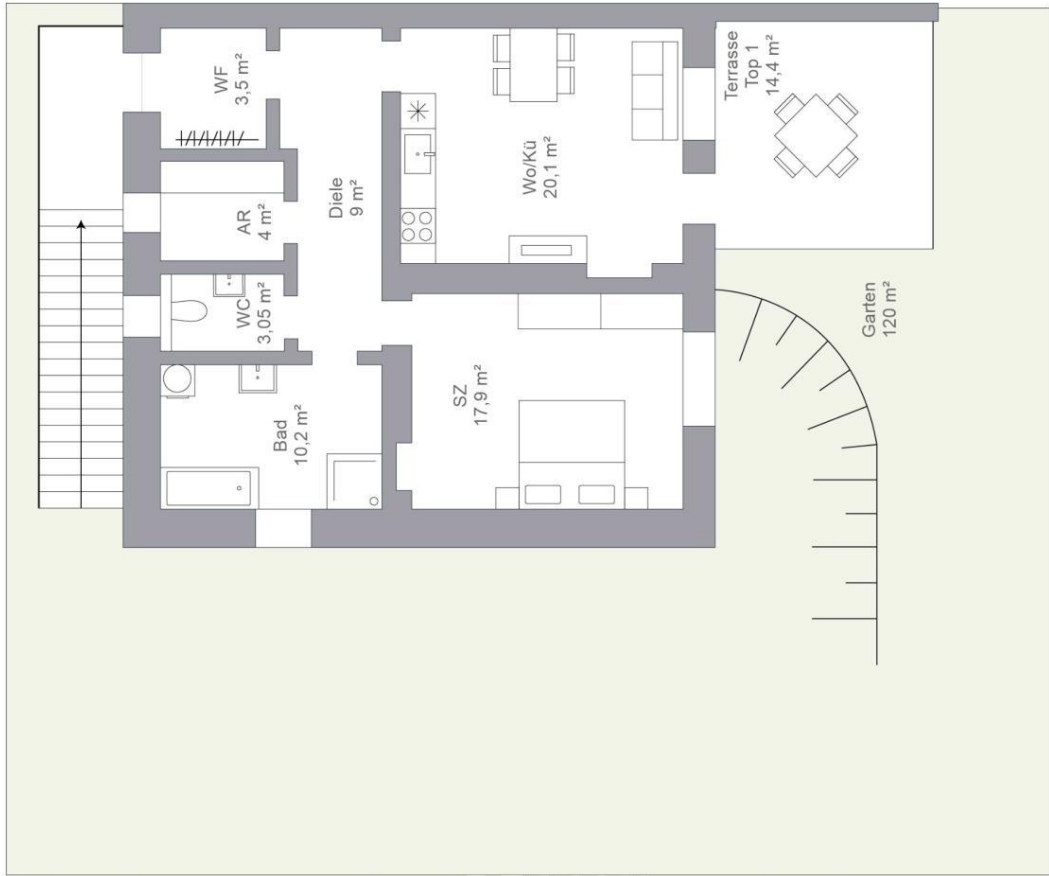 WF
3,5 m²
AR
4 m²
WC
3,05 m²
Bad
10,2 m²
Diele
9 m²
Wo/Kü
20,1 m²
SZ
17,9 m²
Terrasse
Top 1
14,4 m²
Garten
120 m²